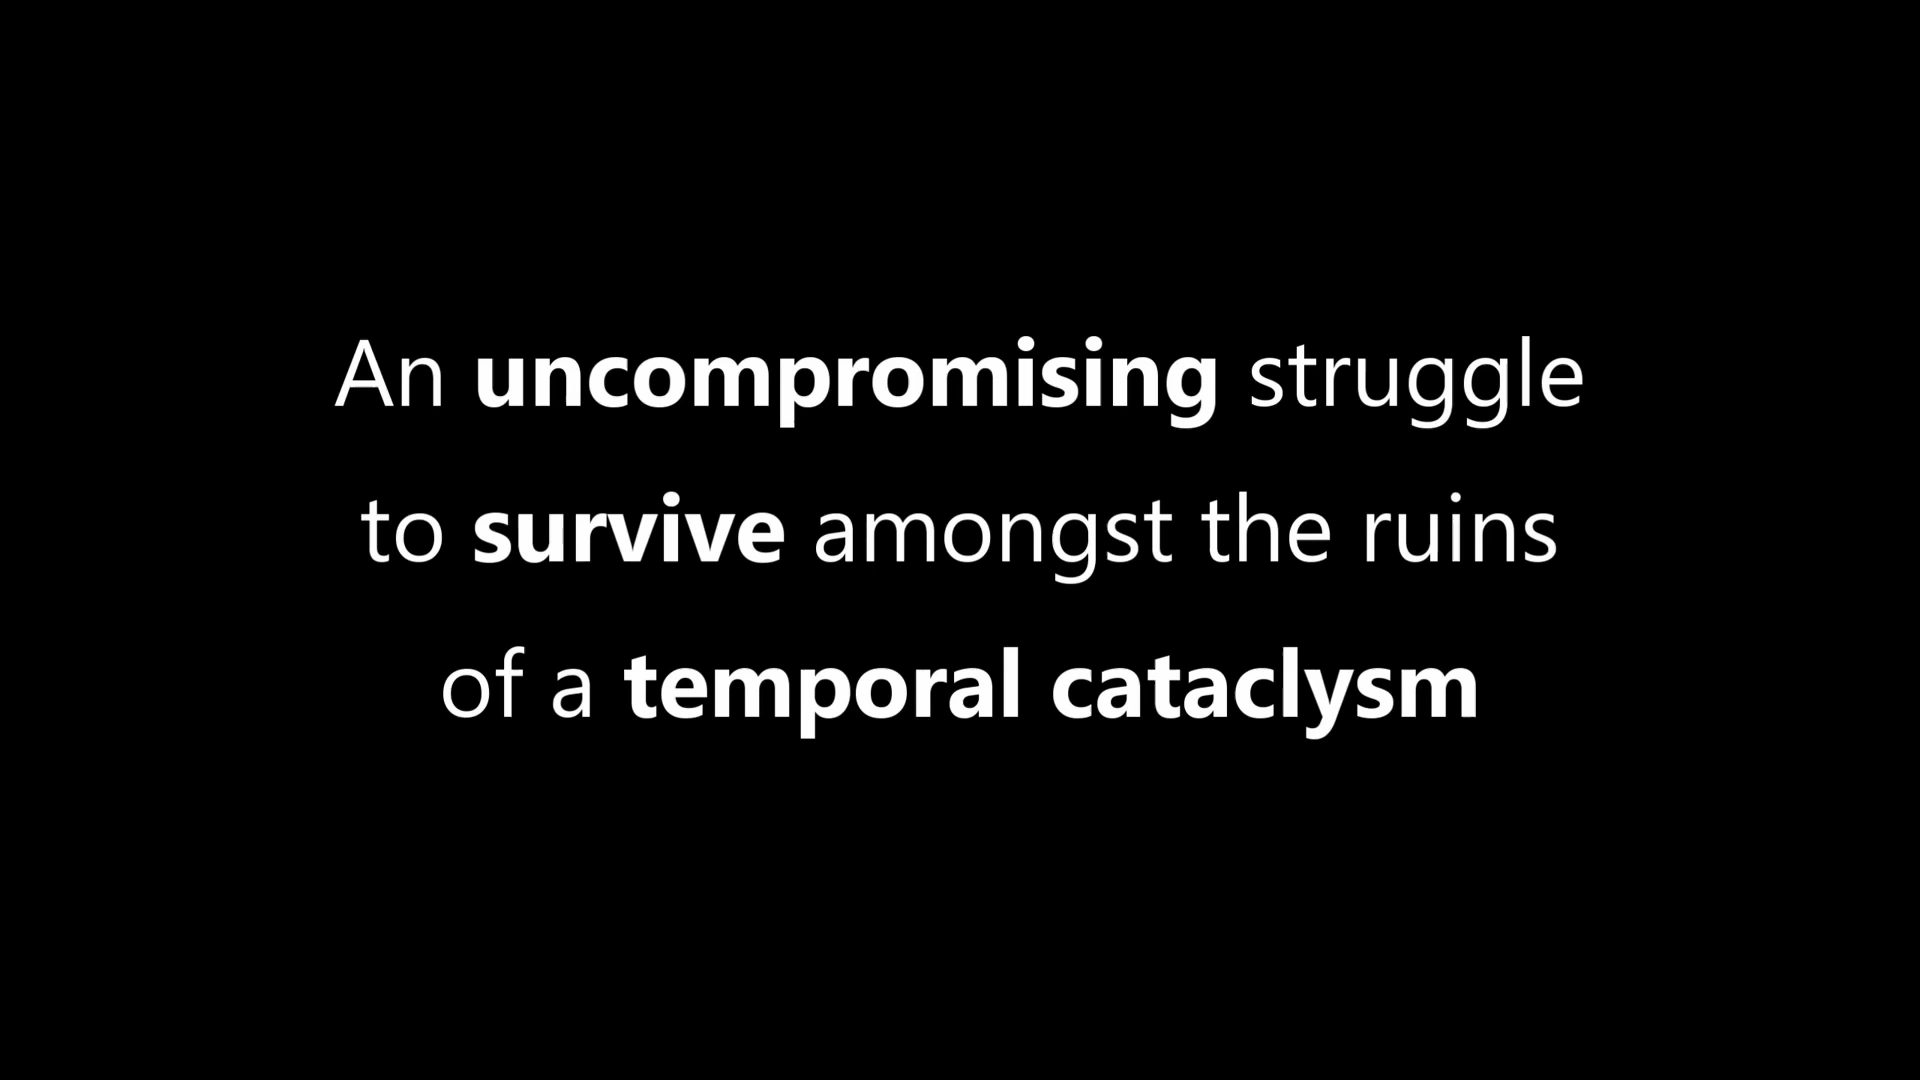 An uncompromising struggle
to survive amongst the ruins
of a temporal cataclysm